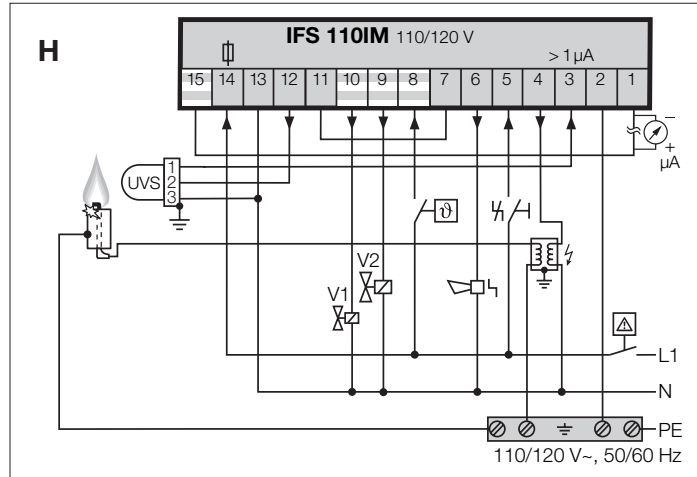 H
IFS 110IM 110/120 V
> 1 µA
15 14 13 12 11 10 9 8 7 6 5 4 3 2 1
–
+
µA
UVS
1
2
3
ϑ
V2
V1
L1
N
PE
110/120 V~, 50/60 Hz